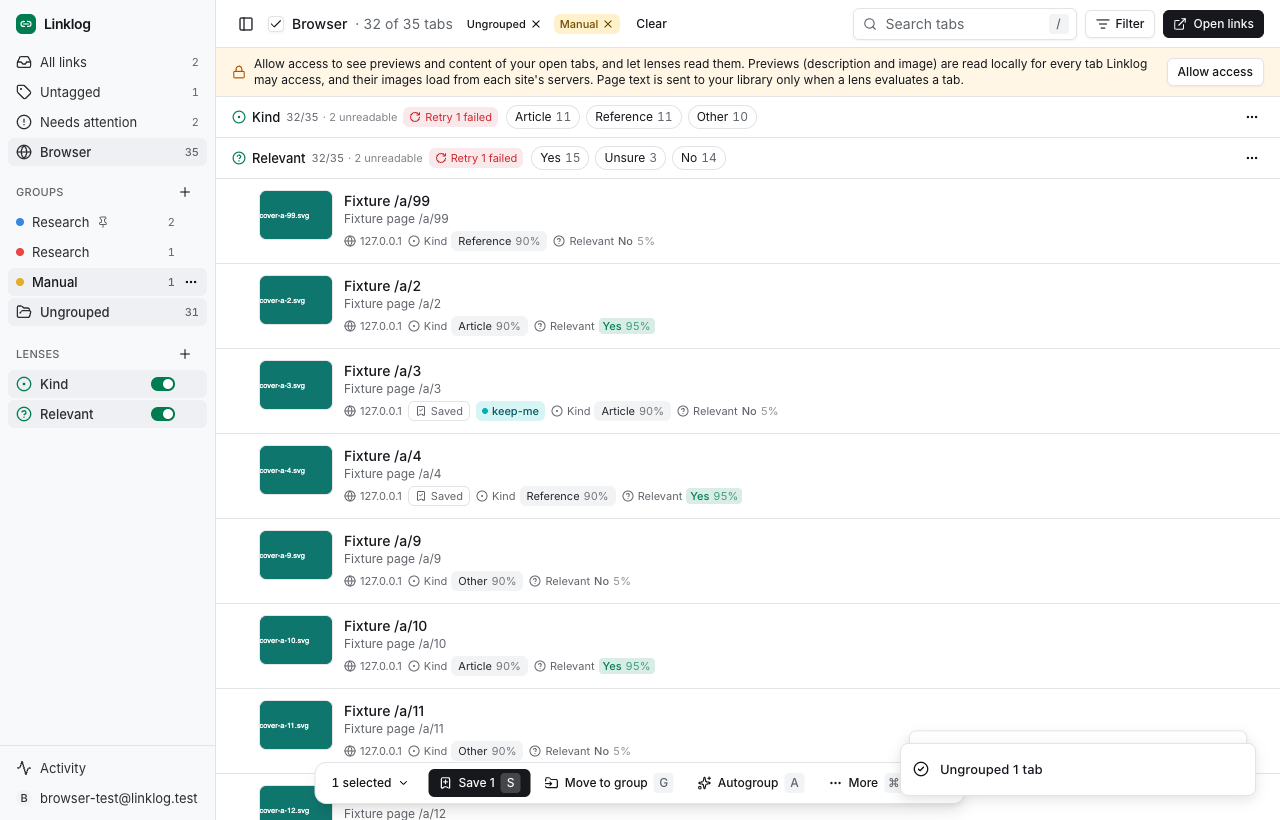 Linklog
All links 2
Untagged 1
Needs attention 2
Browser 35
GROUPS
Research 2
Research 1
Manual 1
Ungrouped 31
LENSES
Kind
Relevant
Activity
B browser-test@linklog.test
Browser · 32 of 35 tabs Ungrouped Manual Clear
Search tabs /
Filter
Open links
Allow access to see previews and content of your open tabs, and let lenses read them. Previews (description and image) are read locally for every tab Linklog
may access, and their images load from each site's servers. Page text is sent to your library only when a lens evaluates a tab.
Allow access
Kind 32/35 · 2 unreadable Retry 1 failed Article 11 Reference 11 Other 10
Relevant 32/35 · 2 unreadable Retry 1 failed Yes 15 Unsure 3 No 14
cover-a-99.svg
Fixture /a/99
Fixture page /a/99
127.0.0.1 Kind Reference 90% Relevant No 5%
cover-a-2.svg
Fixture /a/2
Fixture page /a/2
127.0.0.1 Kind Article 90% Relevant Yes 95%
cover-a-3.svg
Fixture /a/3
Fixture page /a/3
127.0.0.1 Saved keep-me Kind Article 90% Relevant No 5%
cover-a-4.svg
Fixture /a/4
Fixture page /a/4
127.0.0.1 Saved Kind Reference 90% Relevant Yes 95%
cover-a-9.svg
Fixture /a/9
Fixture page /a/9
127.0.0.1 Kind Other 90% Relevant No 5%
cover-a-10.svg
Fixture /a/10
Fixture page /a/10
127.0.0.1 Kind Article 90% Relevant Yes 95%
cover-a-11.svg
Fixture /a/11
Fixture page /a/11
127.0.0.1 Kind Other 90% Relevant No 5%
cover-a-12.svg
Fixture page /a/12
1 selected Save 1 S Move to group G Autogroup A More ⌘
Ungrouped 1 tab